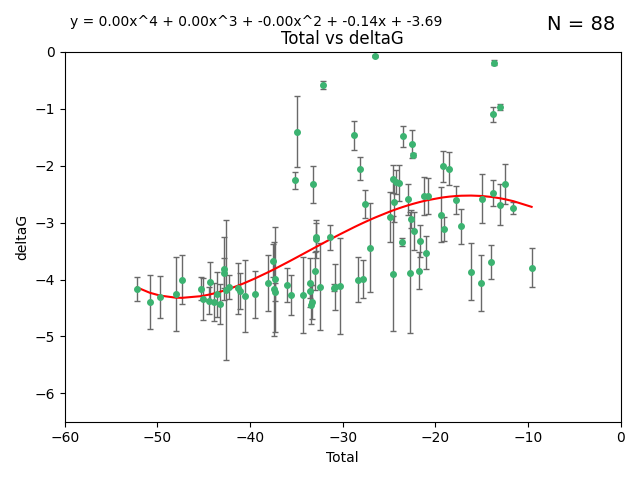 y = 0.00x^4 + 0.00x^3 + -0.00x^2 + -0.14x + -3.69
N = 88
Total vs deltaG
0
−1
−2
−3
−4
−5
−6
deltaG
−60 −50 −40 −30 −20 −10 0
Total